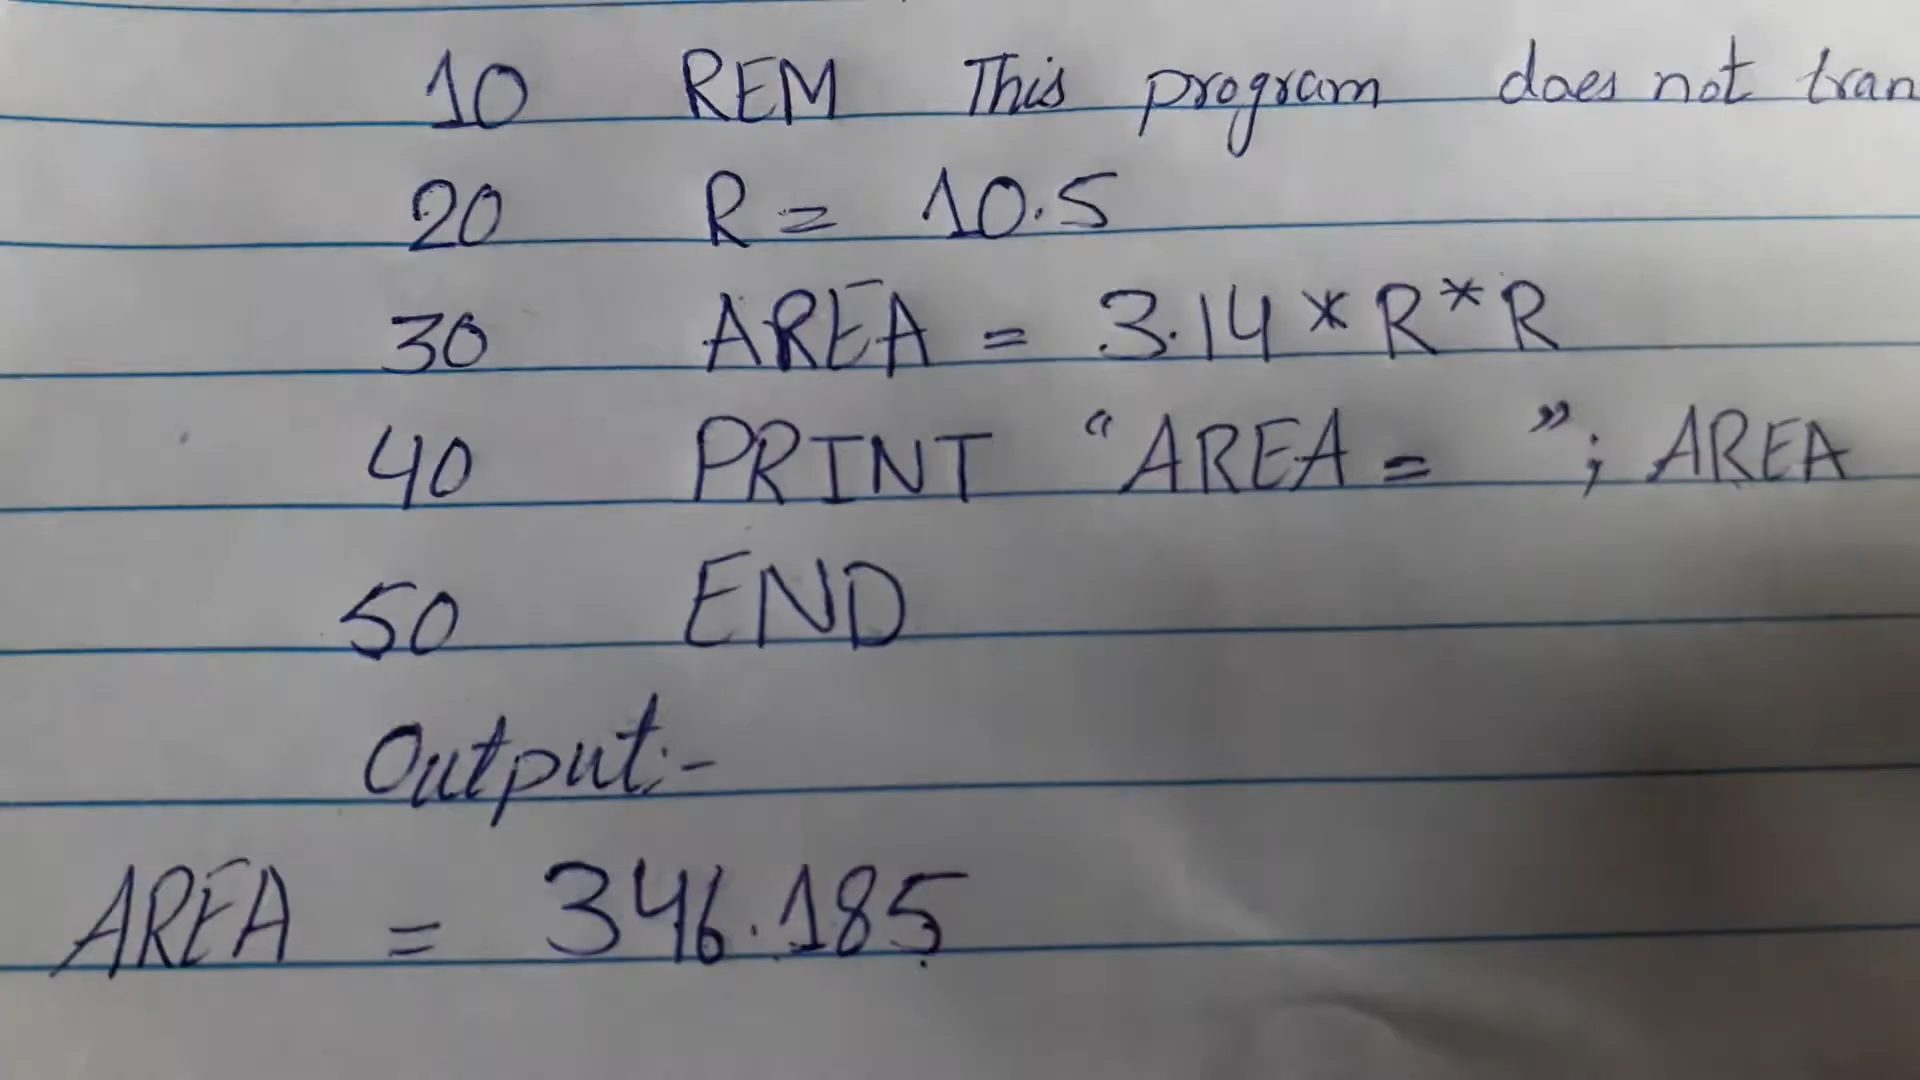 10 REM This program does not tran
20 R = 10.5
30 AREA = 3.14 * R * R
40 PRINT “AREA = ”; AREA
50 END
Output:-
AREA = 346.185